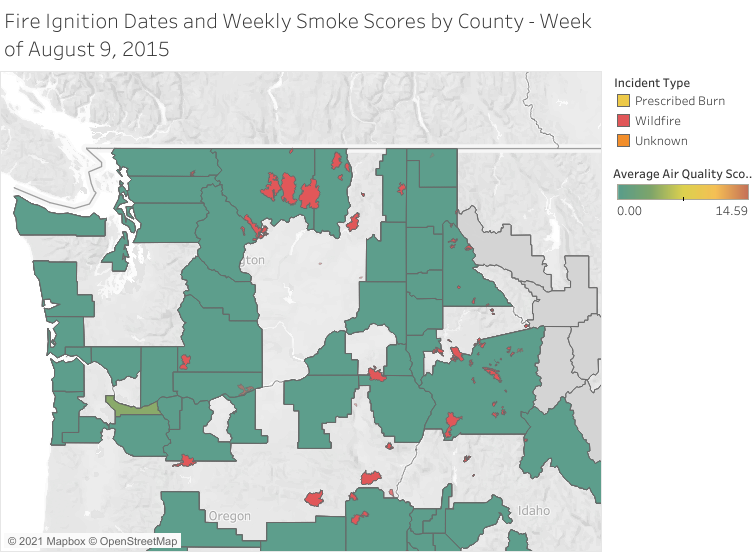 Fire Ignition Dates and Weekly Smoke Scores by County - Week
of August 9, 2015
Incident Type
Prescribed Burn
Wildfire
Unknown
Average Air Quality Sco..
0.00 14.59
gton
Oregon
Idaho
© 2021 Mapbox © OpenStreetMap